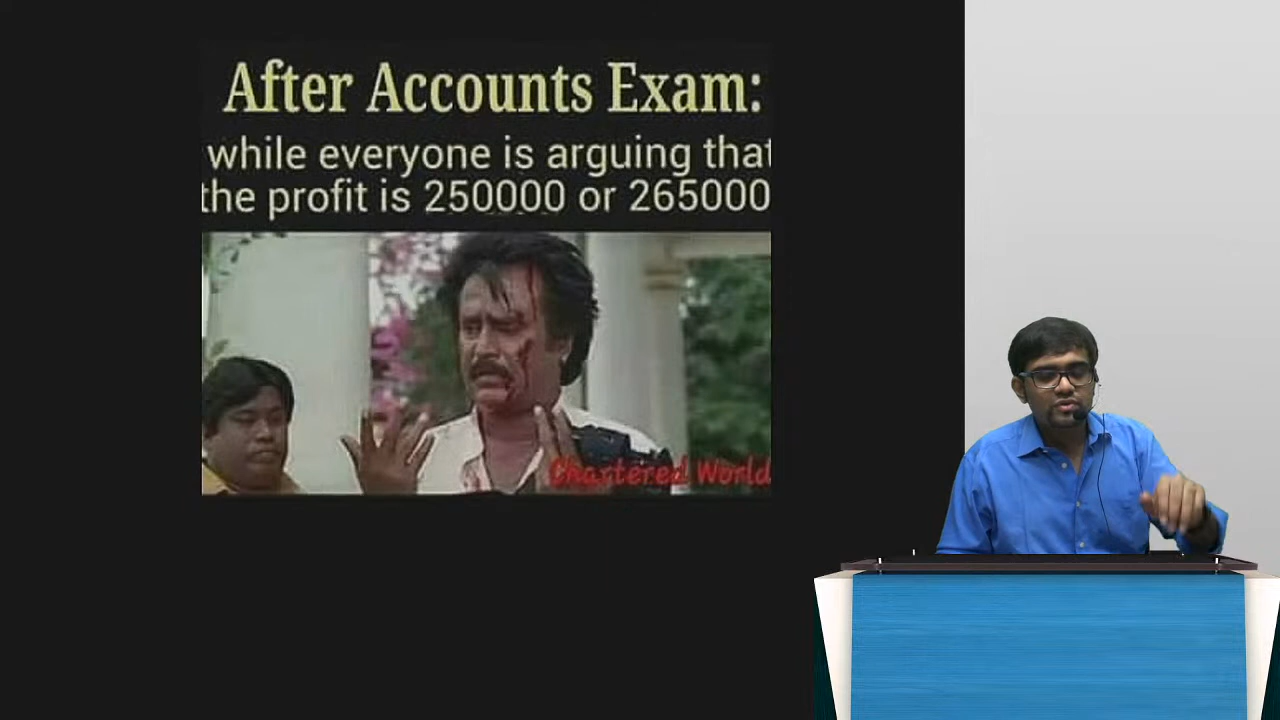 After Accounts Exam:
while everyone is arguing that
the profit is 250000 or 265000
Chartered World